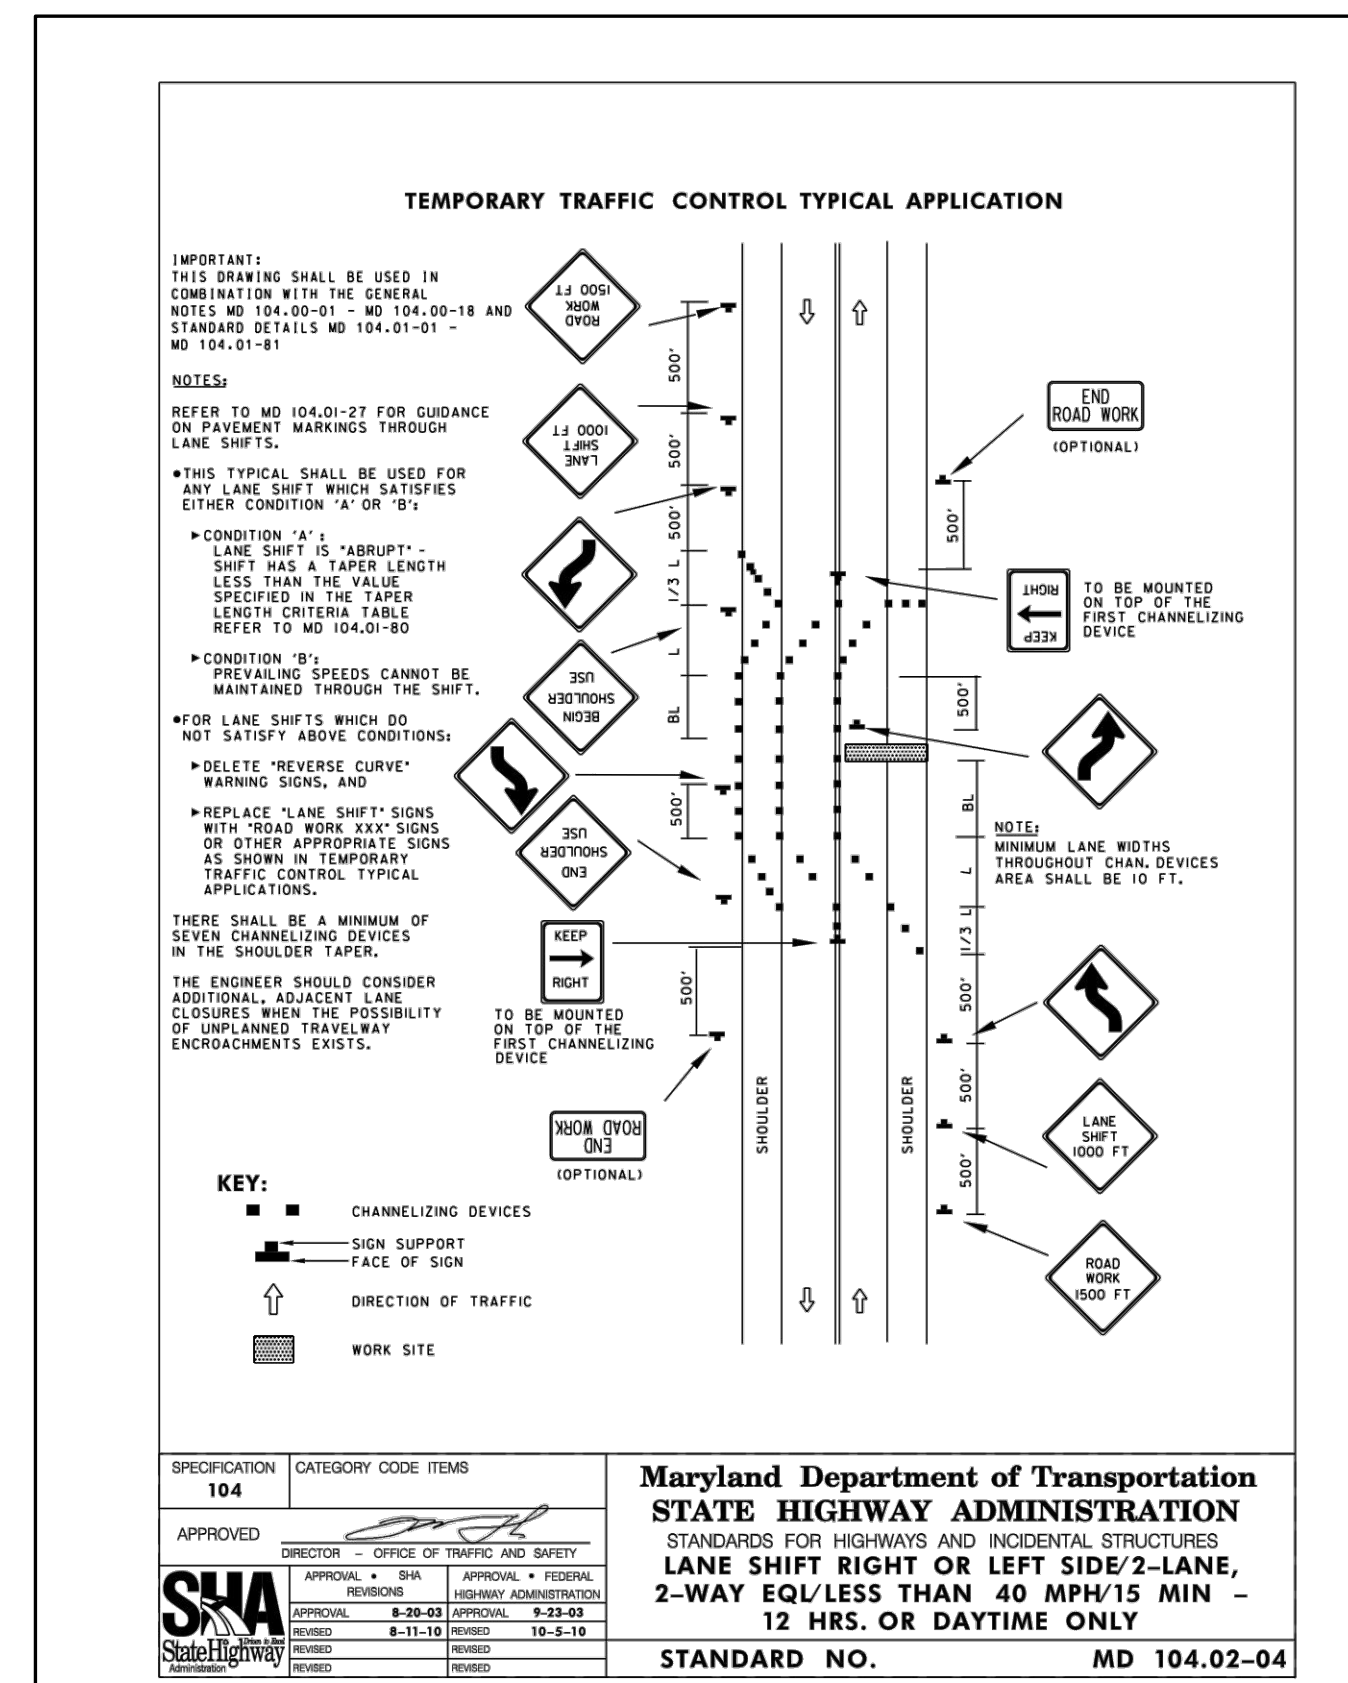 TEMPORARY TRAFFIC CONTROL TYPICAL APPLICATION
IMPORTANT:
THIS DRAWING SHALL BE USED IN
COMBINATION WITH THE GENERAL
NOTES MD 104.00-01 - MD 104.00-18 AND
STANDARD DETAILS MD 104.01-01 -
MD 104.01-81
NOTES:
REFER TO MD 104.01-27 FOR GUIDANCE
ON PAVEMENT MARKINGS THROUGH
LANE SHIFTS.
•THIS TYPICAL SHALL BE USED FOR
ANY LANE SHIFT WHICH SATISFIES
EITHER CONDITION 'A' OR 'B':
►CONDITION 'A':
LANE SHIFT IS "ABRUPT" -
SHIFT HAS A TAPER LENGTH
LESS THAN THE VALUE
SPECIFIED IN THE TAPER
LENGTH CRITERIA TABLE
REFER TO MD 104.01-80
►CONDITION 'B':
PREVAILING SPEEDS CANNOT BE
MAINTAINED THROUGH THE SHIFT.
•FOR LANE SHIFTS WHICH DO
NOT SATISFY ABOVE CONDITIONS:
►DELETE "REVERSE CURVE"
WARNING SIGNS, AND
►REPLACE "LANE SHIFT" SIGNS
WITH "ROAD WORK XXX" SIGNS
OR OTHER APPROPRIATE SIGNS
AS SHOWN IN TEMPORARY
TRAFFIC CONTROL TYPICAL
APPLICATIONS.
THERE SHALL BE A MINIMUM OF
SEVEN CHANNELIZING DEVICES
IN THE SHOULDER TAPER.
THE ENGINEER SHOULD CONSIDER
ADDITIONAL, ADJACENT LANE
CLOSURES WHEN THE POSSIBILITY
OF UNPLANNED TRAVELWAY
ENCROACHMENTS EXISTS.
ROAD
WORK
1500 FT
LANE
SHIFT
1000 FT
BEGIN
SHOULDER
USE
END
SHOULDER
USE
KEEP
RIGHT
TO BE MOUNTED
ON TOP OF THE
FIRST CHANNELIZING
DEVICE
END
ROAD WORK
(OPTIONAL)
500'
500'
500'
1/3 L
L
BL
500'
500'
SHOULDER
SHOULDER
END
ROAD WORK
(OPTIONAL)
500'
KEEP
RIGHT
TO BE MOUNTED
ON TOP OF THE
FIRST CHANNELIZING
DEVICE
500'
BL
L
1/3 L
500'
500'
500'
NOTE:
MINIMUM LANE WIDTHS
THROUGHOUT CHAN. DEVICES
AREA SHALL BE 10 FT.
LANE
SHIFT
1000 FT
ROAD
WORK
1500 FT
KEY:
CHANNELIZING DEVICES
SIGN SUPPORT
FACE OF SIGN
DIRECTION OF TRAFFIC
WORK SITE
SPECIFICATION
104
CATEGORY CODE ITEMS
APPROVED
DIRECTOR - OFFICE OF TRAFFIC AND SAFETY
SHA
State Highway
Driven to Excel
Administration
APPROVAL • SHA
REVISIONS
APPROVAL • FEDERAL
HIGHWAY ADMINISTRATION
APPROVAL 8-20-03 APPROVAL 9-23-03
REVISED 8-11-10 REVISED 10-5-10
REVISED REVISED
REVISED REVISED
Maryland Department of Transportation
STATE HIGHWAY ADMINISTRATION
STANDARDS FOR HIGHWAYS AND INCIDENTAL STRUCTURES
LANE SHIFT RIGHT OR LEFT SIDE/2-LANE,
2-WAY EQL/LESS THAN 40 MPH/15 MIN -
12 HRS. OR DAYTIME ONLY
STANDARD NO. MD 104.02-04